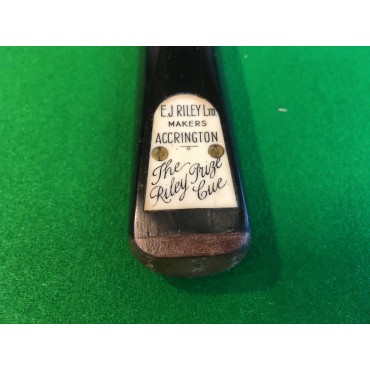 E.J. RILEY LTD
MAKERS
ACCRINGTON
The
Riley Prize
Cue